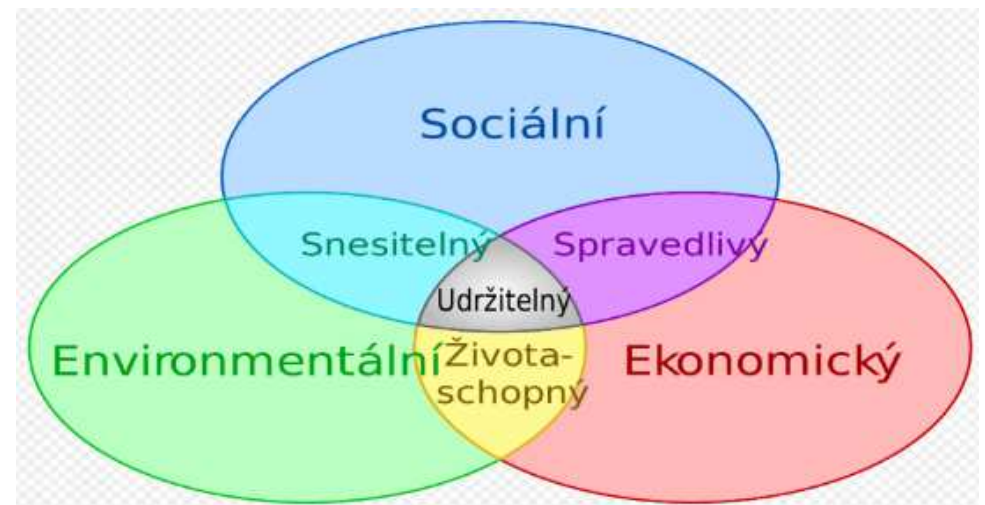 Sociální
Snesitelný
Spravedlivý
Udržitelný
Environmentální
Života-
schopný
Ekonomický